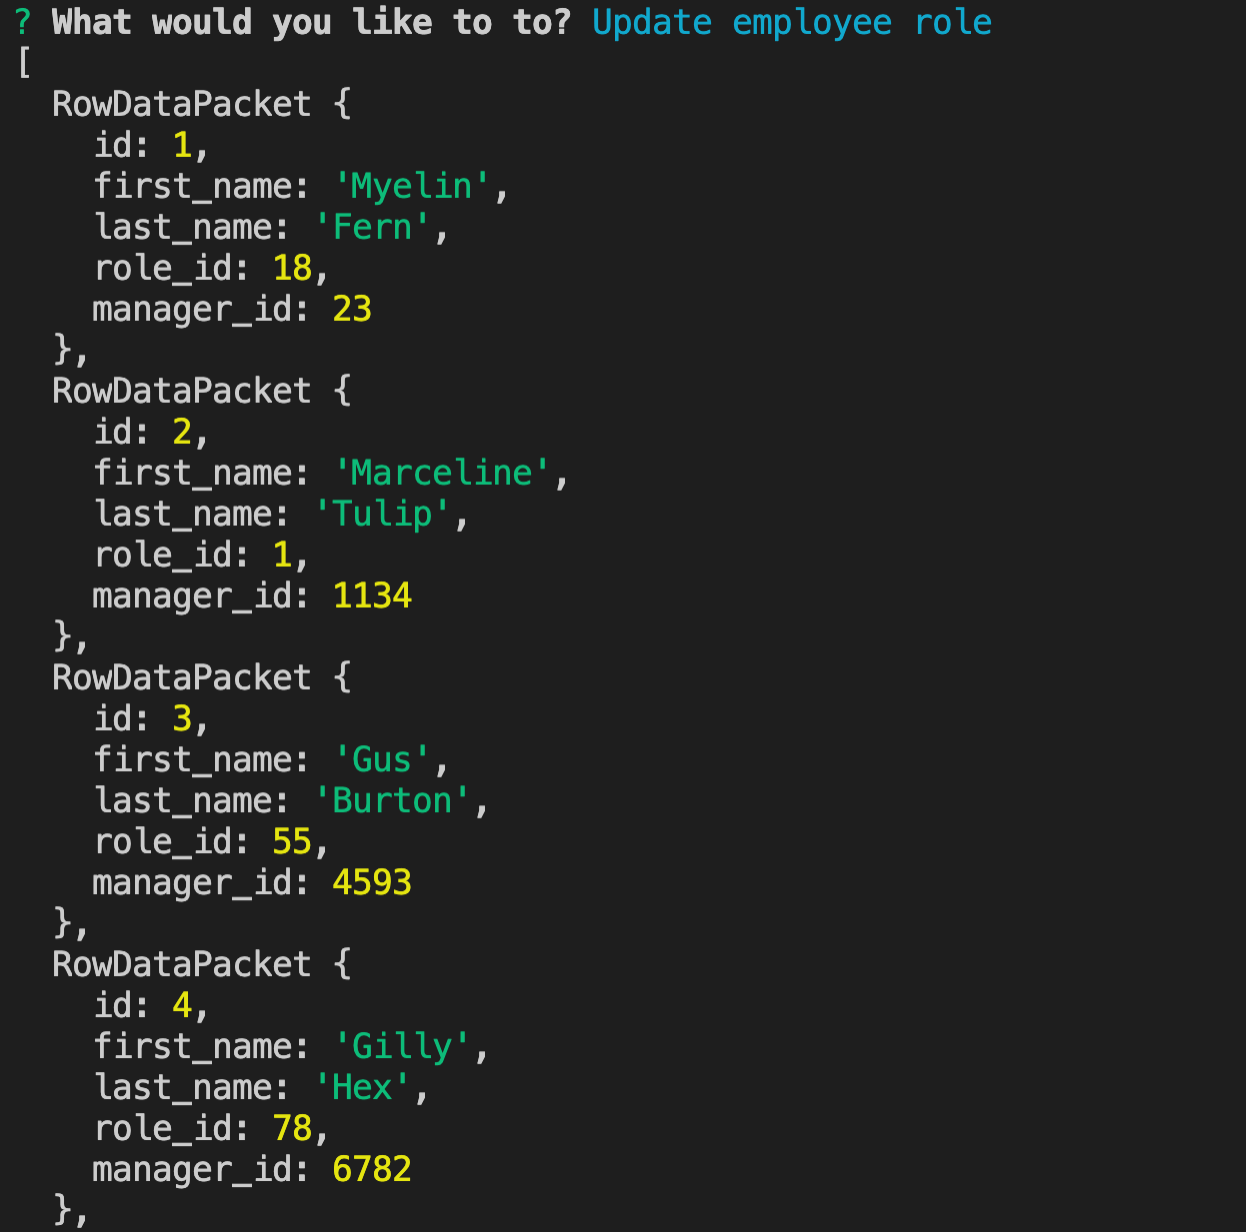 ? What would you like to to? Update employee role
[
  RowDataPacket {
    id: 1,
    first_name: 'Myelin',
    last_name: 'Fern',
    role_id: 18,
    manager_id: 23
  },
  RowDataPacket {
    id: 2,
    first_name: 'Marceline',
    last_name: 'Tulip',
    role_id: 1,
    manager_id: 1134
  },
  RowDataPacket {
    id: 3,
    first_name: 'Gus',
    last_name: 'Burton',
    role_id: 55,
    manager_id: 4593
  },
  RowDataPacket {
    id: 4,
    first_name: 'Gilly',
    last_name: 'Hex',
    role_id: 78,
    manager_id: 6782
  },